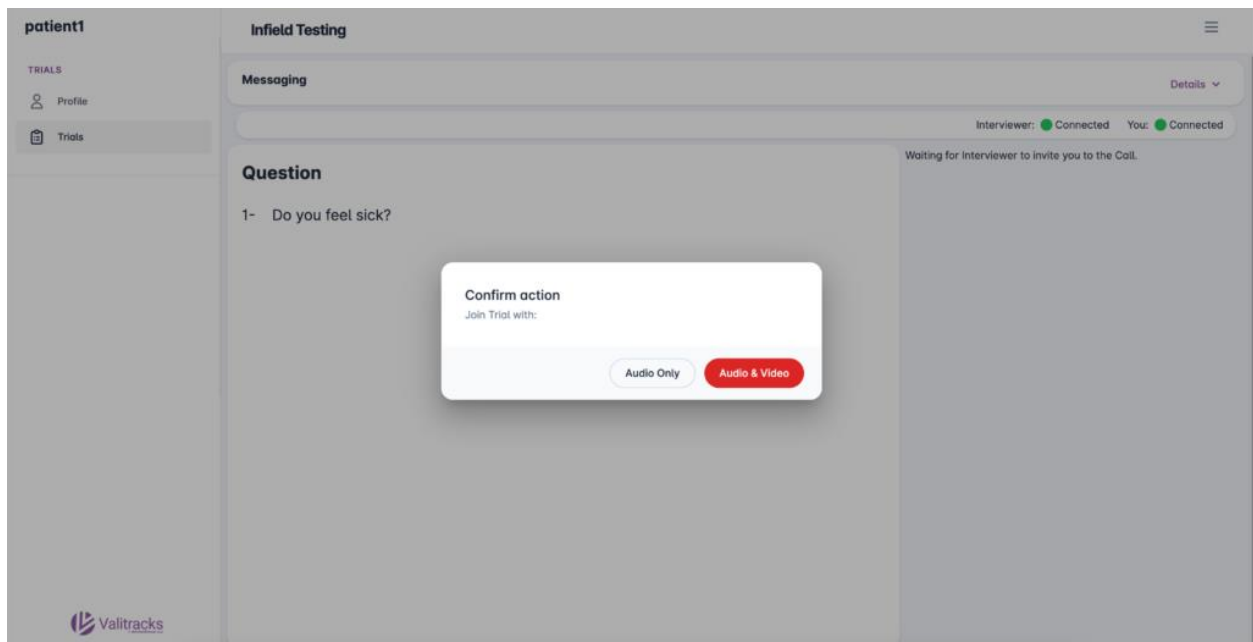 patient1
Infield Testing
TRIALS
Profile
Trials
Messaging
Details
Interviewer: Connected You: Connected
Question
1- Do you feel sick?
Waiting for Interviewer to invite you to the Call.
Confirm action
Join Trial with:
Audio Only
Audio & Video
Valitracks